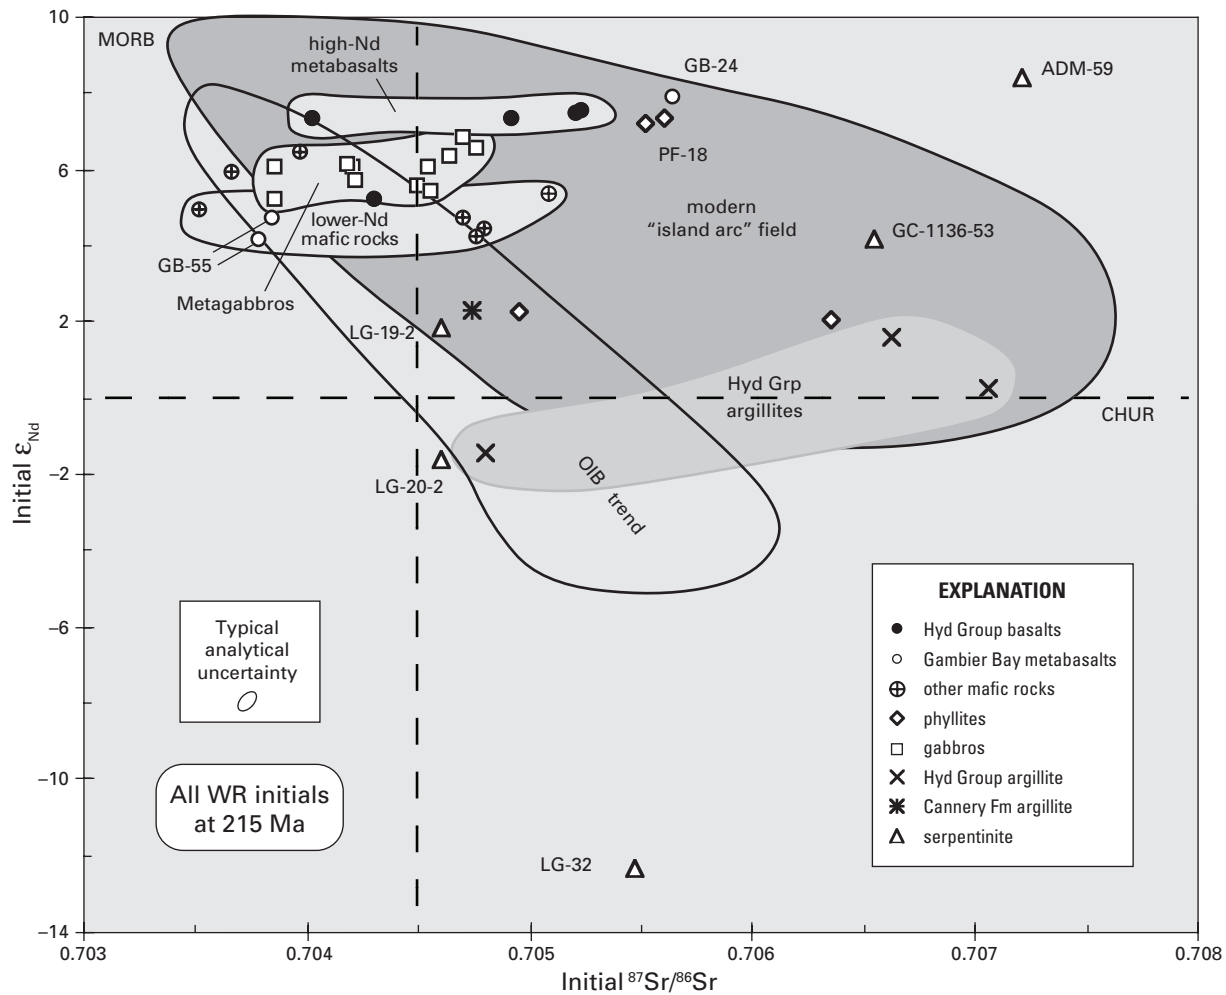 10
MORB
high-Nd
metabasalts
GB-24
ADM-59
PF-18
6
modern
"island arc" field
lower-Nd
mafic rocks
GC-1136-53
GB-55
Metagabbros
2
LG-19-2
Hyd Grp
argillites
CHUR
Initial εNd
−2
LG-20-2
OIB trend
EXPLANATION
Hyd Group basalts
Gambier Bay metabasalts
other mafic rocks
phyllites
gabbros
Hyd Group argillite
Cannery Fm argillite
serpentinite
−6
Typical
analytical
uncertainty
−10
All WR initials
at 215 Ma
LG-32
−14
0.703
0.704
0.705
0.706
0.707
0.708
Initial ⁸⁷Sr/⁸⁶Sr